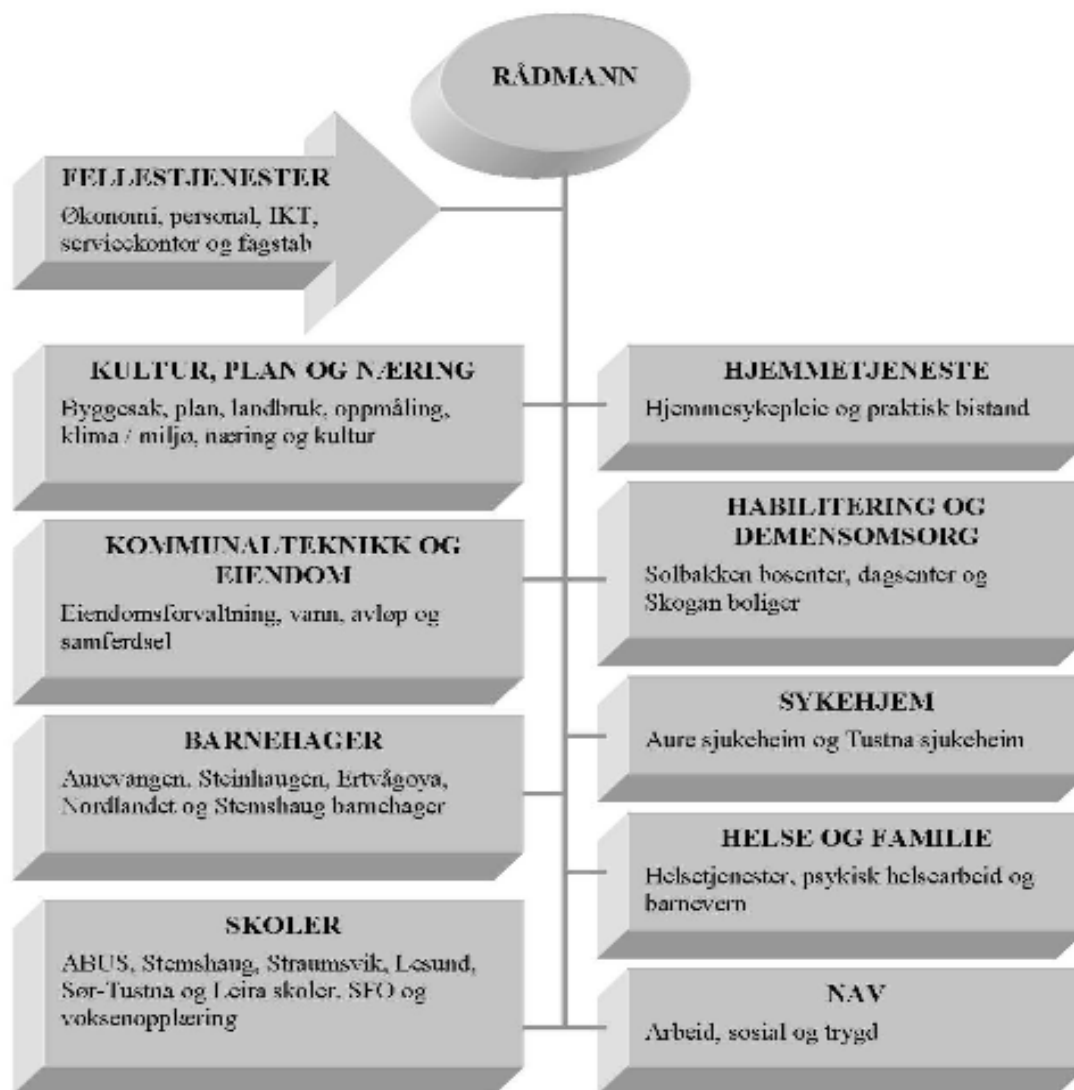 RÅDMANN
FELLESTJENESTER
Økonomi, personal, IKT,
servicekontor og fagstab
KULTUR, PLAN OG NÆRING
Byggesak, plan, landbruk, oppmåling,
klima / miljø, næring og kultur
KOMMUNALTEKNIKK OG
EIENDOM
Eiendomsforvaltning, vann, avløp og
samferdsel
BARNEHAGER
Aurevangen, Steinhaugen, Ertvågøya,
Nordlandet og Stemshaug barnehager
SKOLER
ABUS, Stemshaug, Straumsvik, Lesund,
Sør-Tustna og Leira skoler, SFO og
voksenopplæring
HJEMMETJENESTE
Hjemmesykepleie og praktisk bistand
HABILITERING OG
DEMENSOMSORG
Solbakken bosenter, dagsenter og
Skogan boliger
SYKEHJEM
Aure sjukeheim og Tustna sjukeheim
HELSE OG FAMILIE
Helsetjenester, psykisk helsearbeid og
barnevern
NAV
Arbeid, sosial og trygd